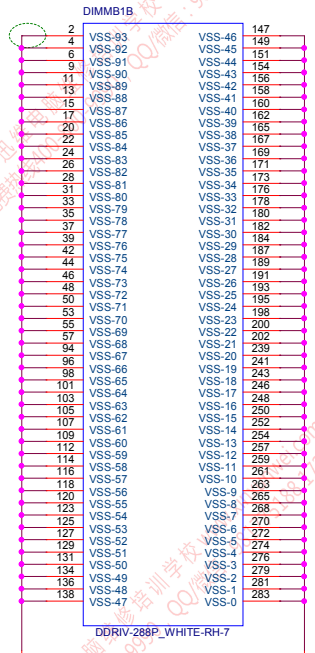 DIMMB1B
2 VSS-93 VSS-46 147
4 VSS-92 VSS-45 149
6 VSS-91 VSS-44 151
9 VSS-90 VSS-43 154
11 VSS-89 VSS-42 156
13 VSS-88 VSS-41 158
15 VSS-87 VSS-40 160
17 VSS-86 VSS-39 162
20 VSS-85 VSS-38 165
22 VSS-84 VSS-37 167
24 VSS-83 VSS-36 169
26 VSS-82 VSS-35 171
28 VSS-81 VSS-34 173
31 VSS-80 VSS-33 176
33 VSS-79 VSS-32 178
35 VSS-78 VSS-31 180
37 VSS-77 VSS-30 182
39 VSS-76 VSS-29 184
42 VSS-75 VSS-28 187
44 VSS-74 VSS-27 189
46 VSS-73 VSS-26 191
48 VSS-72 VSS-25 193
50 VSS-71 VSS-24 195
53 VSS-70 VSS-23 198
55 VSS-69 VSS-22 200
57 VSS-68 VSS-21 202
94 VSS-67 VSS-20 239
96 VSS-66 VSS-19 241
98 VSS-65 VSS-18 243
101 VSS-64 VSS-17 246
103 VSS-63 VSS-16 248
105 VSS-62 VSS-15 250
107 VSS-61 VSS-14 252
109 VSS-60 VSS-13 254
112 VSS-59 VSS-12 257
114 VSS-58 VSS-11 259
116 VSS-57 VSS-10 261
118 VSS-56 VSS-9 263
120 VSS-55 VSS-8 265
123 VSS-54 VSS-7 268
125 VSS-53 VSS-6 270
127 VSS-52 VSS-5 272
129 VSS-51 VSS-4 274
131 VSS-50 VSS-3 276
134 VSS-49 VSS-2 279
136 VSS-48 VSS-1 281
138 VSS-47 VSS-0 283
DDRIV-288P_WHITE-RH-7